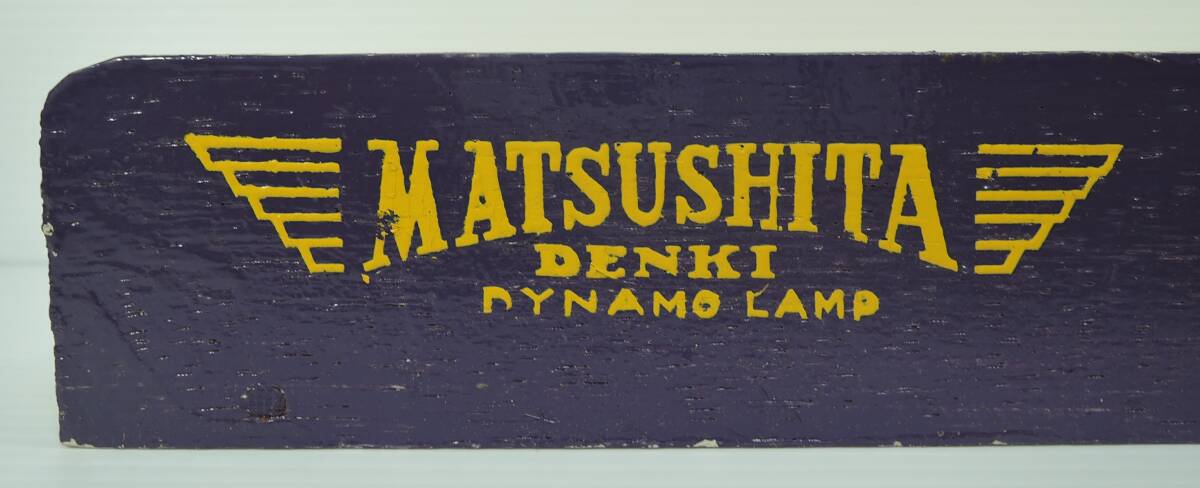 MATSUSHITA
DENKI
DYNAMO LAMP